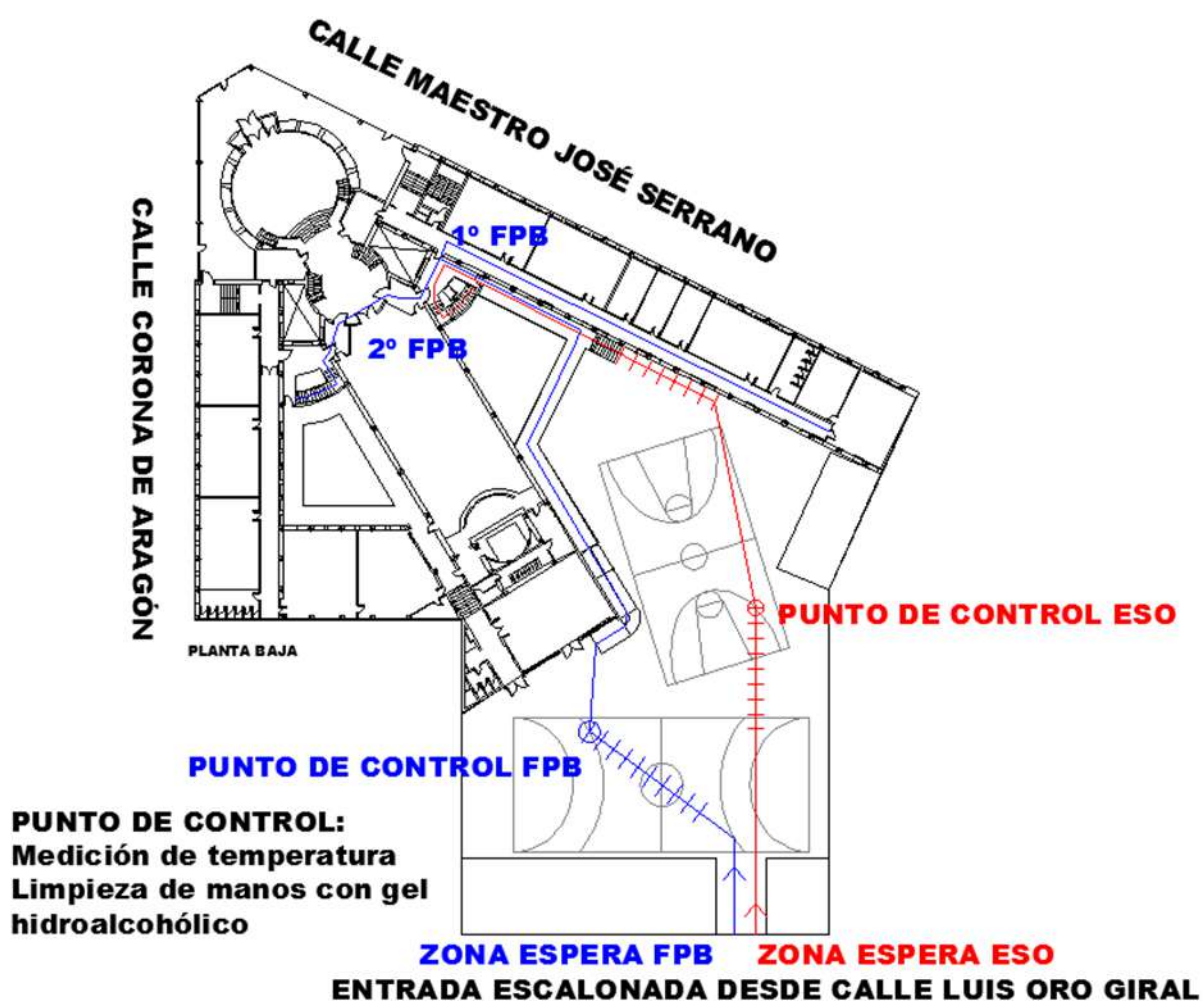 CALLE MAESTRO JOSÉ SERRANO
CALLE CORONA DE ARAGÓN
1º FPB
2º FPB
PUNTO DE CONTROL ESO
PLANTA BAJA
PUNTO DE CONTROL FPB
PUNTO DE CONTROL:
Medición de temperatura
Limpieza de manos con gel
hidroalcohólico
ZONA ESPERA FPB
ZONA ESPERA ESO
ENTRADA ESCALONADA DESDE CALLE LUIS ORO GIRAL